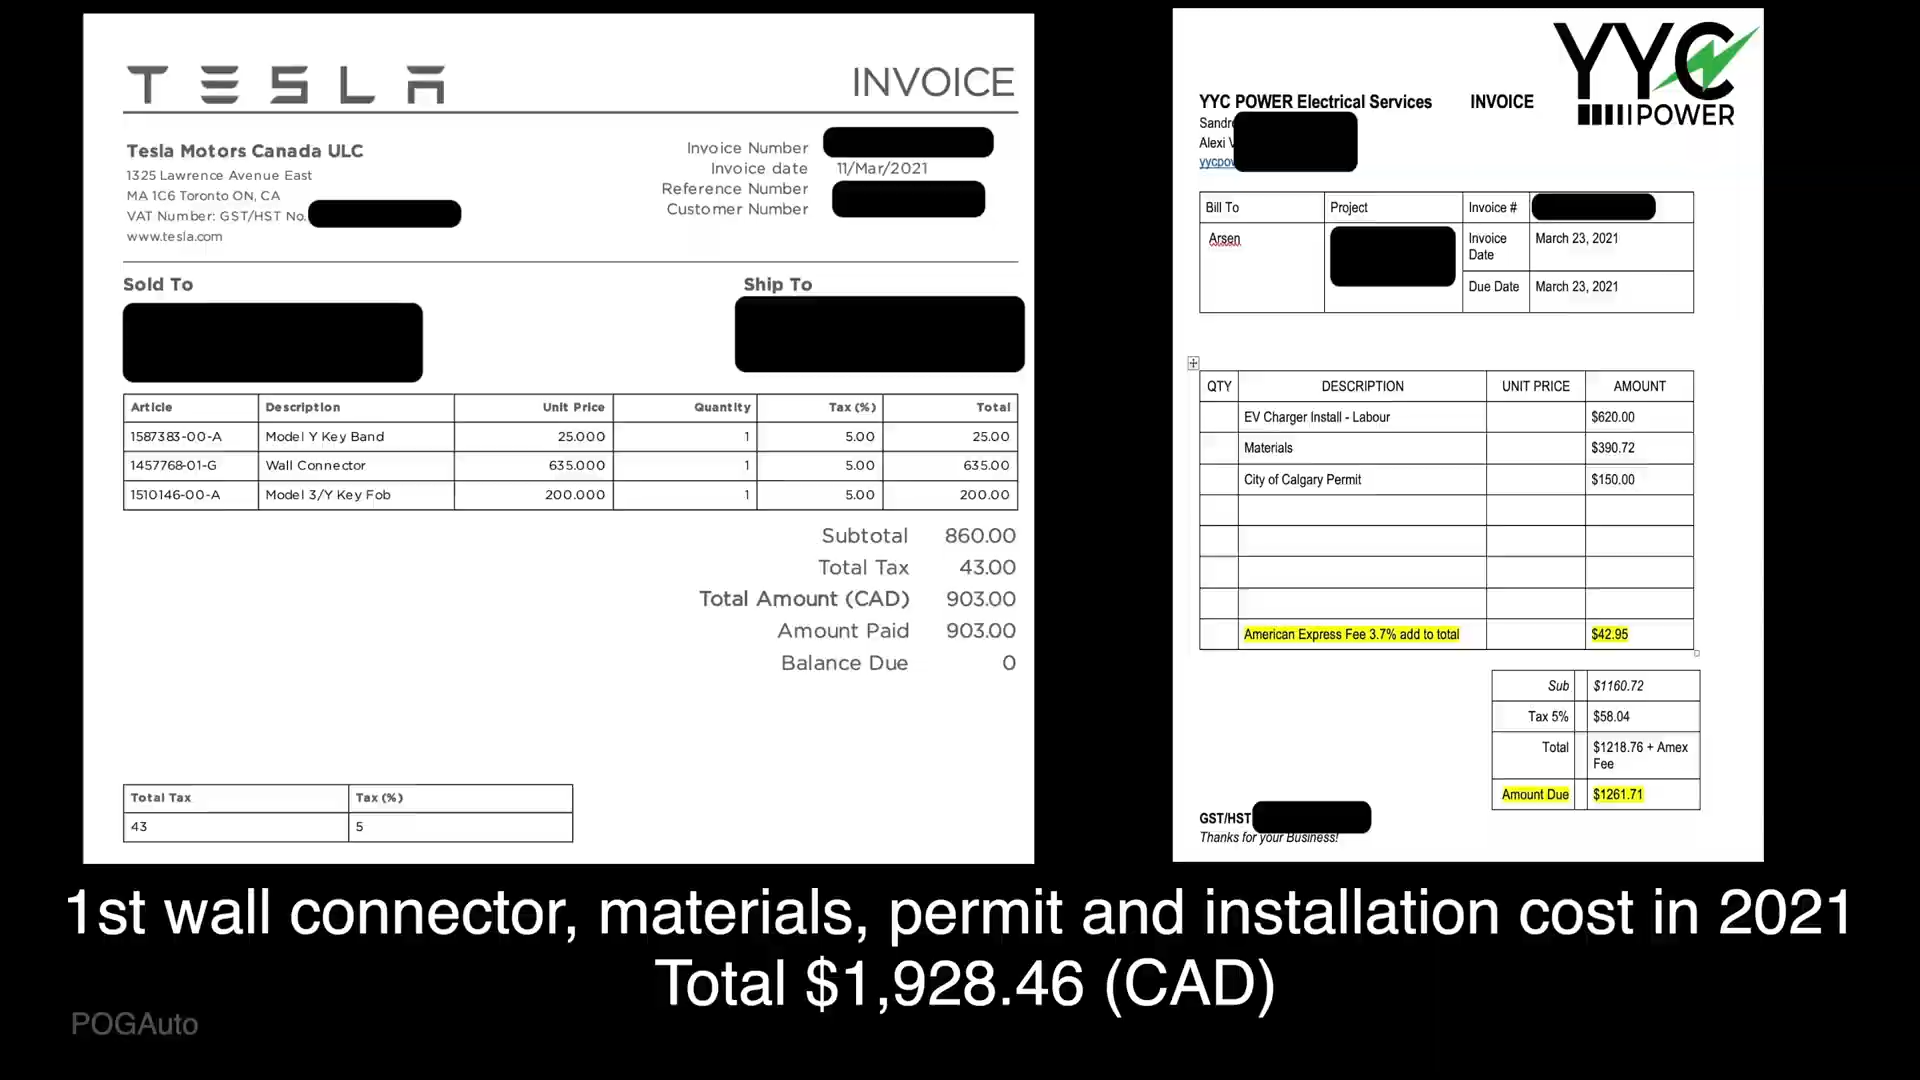 TESLA
INVOICE
Tesla Motors Canada ULC
1325 Lawrence Avenue East
MA 1C6 Toronto ON, CA
VAT Number: GST/HST No.
www.tesla.com
Invoice Number
Invoice date 11/Mar/2021
Reference Number
Customer Number
Sold To
Ship To
Article Description Unit Price Quantity Tax (%) Total
1587383-00-A Model Y Key Band 25.000 1 5.00 25.00
1457768-01-G Wall Connector 635.000 1 5.00 635.00
1510146-00-A Model 3/Y Key Fob 200.000 1 5.00 200.00
Subtotal 860.00
Total Tax 43.00
Total Amount (CAD) 903.00
Amount Paid 903.00
Balance Due 0
Total Tax Tax (%)
43 5
YYC
POWER
YYC POWER Electrical Services INVOICE
Sandr
Alexi
yycpow
Bill To Project Invoice #
Arsen
Invoice Date March 23, 2021
Due Date March 23, 2021
QTY DESCRIPTION UNIT PRICE AMOUNT
EV Charger Install - Labour $620.00
Materials $390.72
City of Calgary Permit $150.00
American Express Fee 3.7% add to total $42.95
Sub $1160.72
Tax 5% $58.04
Total $1218.76 + Amex
Fee
Amount Due $1261.71
GST/HST
Thanks for your Business!
1st wall connector, materials, permit and installation cost in 2021
Total $1,928.46 (CAD)
POGAuto